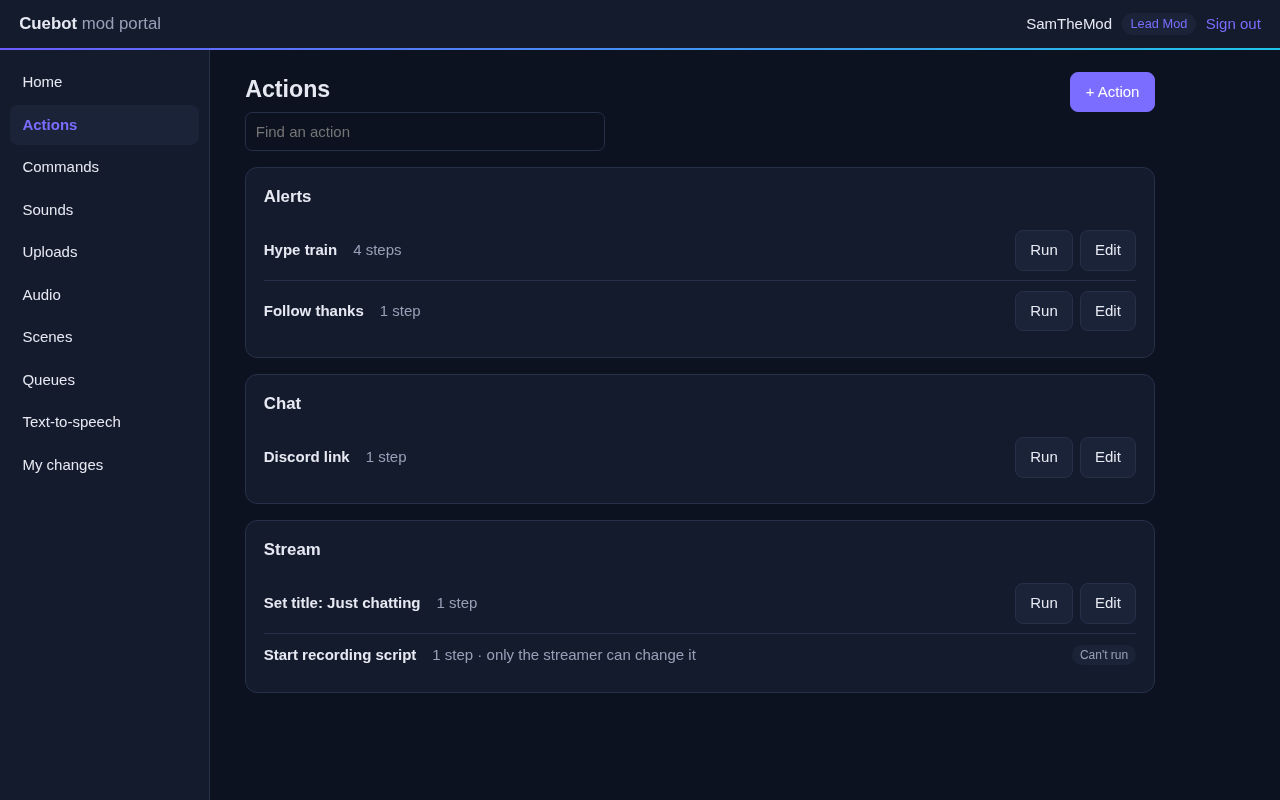 Cuebot mod portal
SamTheMod Lead Mod Sign out
Home
Actions
Commands
Sounds
Uploads
Audio
Scenes
Queues
Text-to-speech
My changes
Actions
+ Action
Find an action
Alerts
Hype train 4 steps Run Edit
Follow thanks 1 step Run Edit
Chat
Discord link 1 step Run Edit
Stream
Set title: Just chatting 1 step Run Edit
Start recording script 1 step · only the streamer can change it Can't run